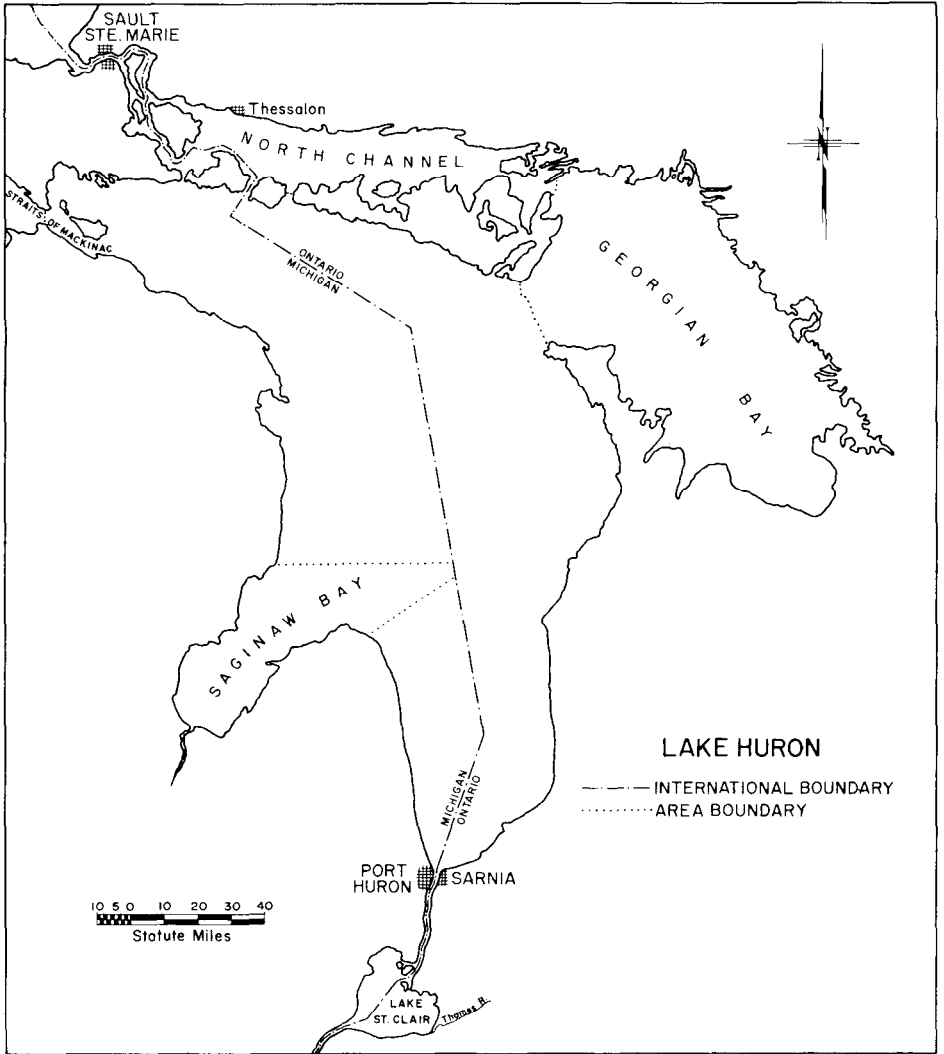 SAULT
STE. MARIE
Thessalon
NORTH CHANNEL
STRAITS OF MACKINAC
ONTARIO
MICHIGAN
GEORGIAN BAY
N
SAGINAW BAY
LAKE HURON
INTERNATIONAL BOUNDARY
AREA BOUNDARY
MICHIGAN
ONTARIO
PORT
HURON
SARNIA
10 5 0 10 20 30 40
Statute Miles
LAKE
ST. CLAIR
Thames R.